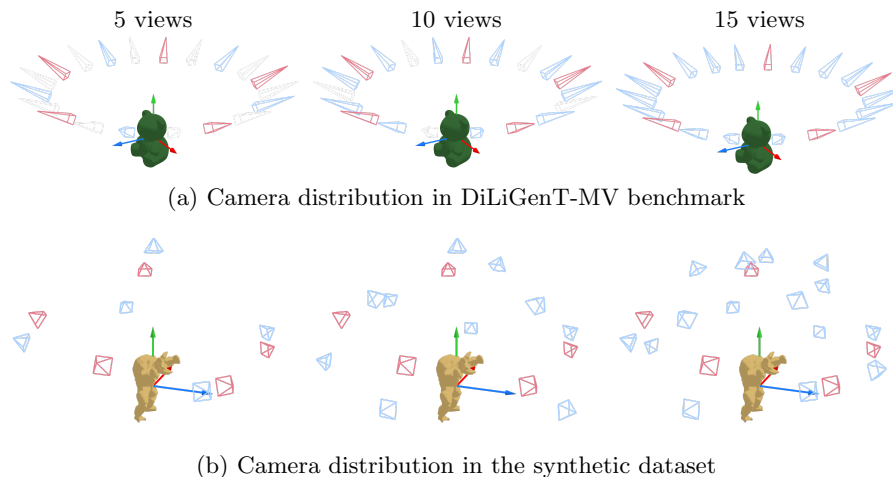 5 views
10 views
15 views
(a) Camera distribution in DiLiGenT-MV benchmark
(b) Camera distribution in the synthetic dataset